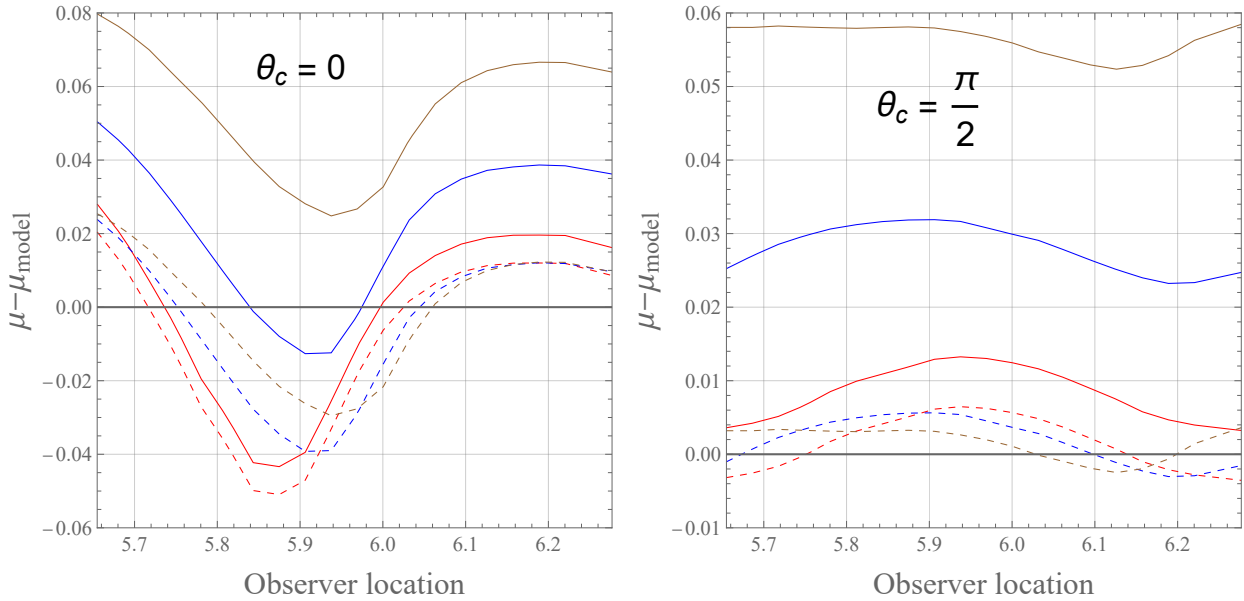 0.08
0.06
0.04
0.02
0.00
−0.02
−0.04
−0.06
μ−μmodel
θc = 0
5.7 5.8 5.9 6.0 6.1 6.2
Observer location
0.06
0.05
0.04
0.03
0.02
0.01
0.00
−0.01
μ−μmodel
θc = π/2
5.7 5.8 5.9 6.0 6.1 6.2
Observer location